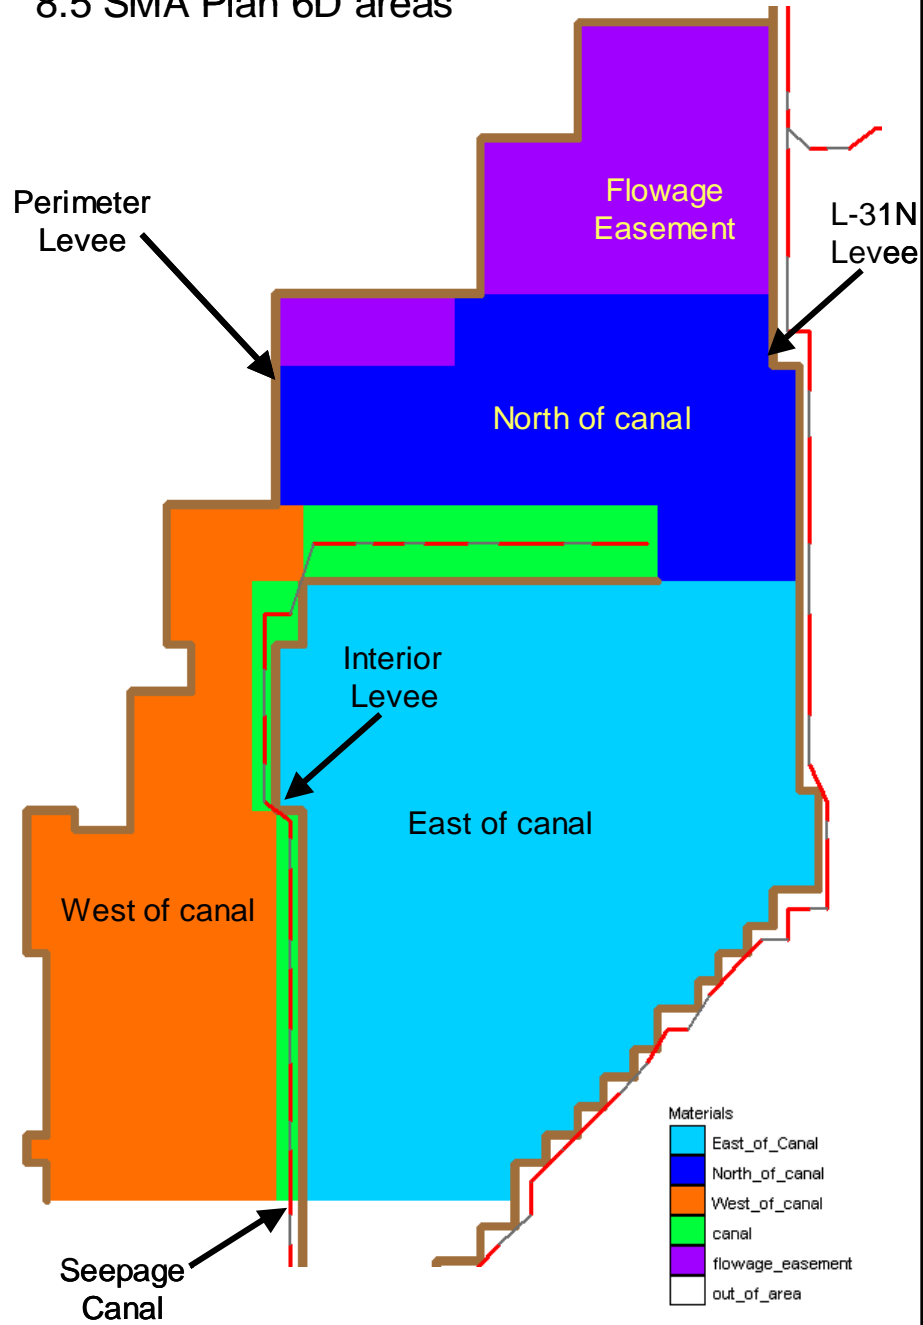 8.5 SMA Plan 6D areas
Perimeter
Levee
Flowage
Easement
L-31N
Levee
North of canal
Interior
Levee
East of canal
West of canal
Seepage
Canal
Materials
East_of_Canal
North_of_canal
West_of_canal
canal
flowage_easement
out_of_area